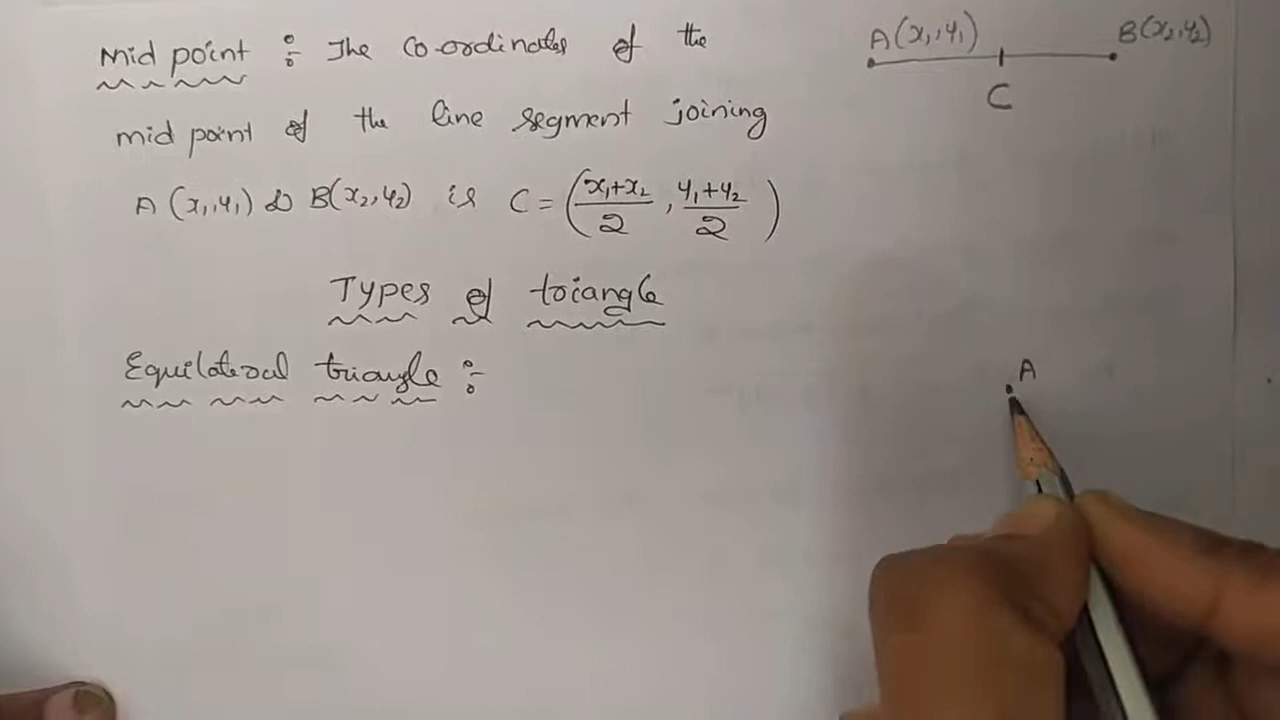 A(x₁,y₁) B(x₂,y₂)
C
Mid point : The Co-ordinates of the
mid point of the line segment joining
A (x₁,y₁) & B(x₂,y₂) is C = (x₁+x₂/2, y₁+y₂/2)
Types of triangle
Equilateral triangle :
A